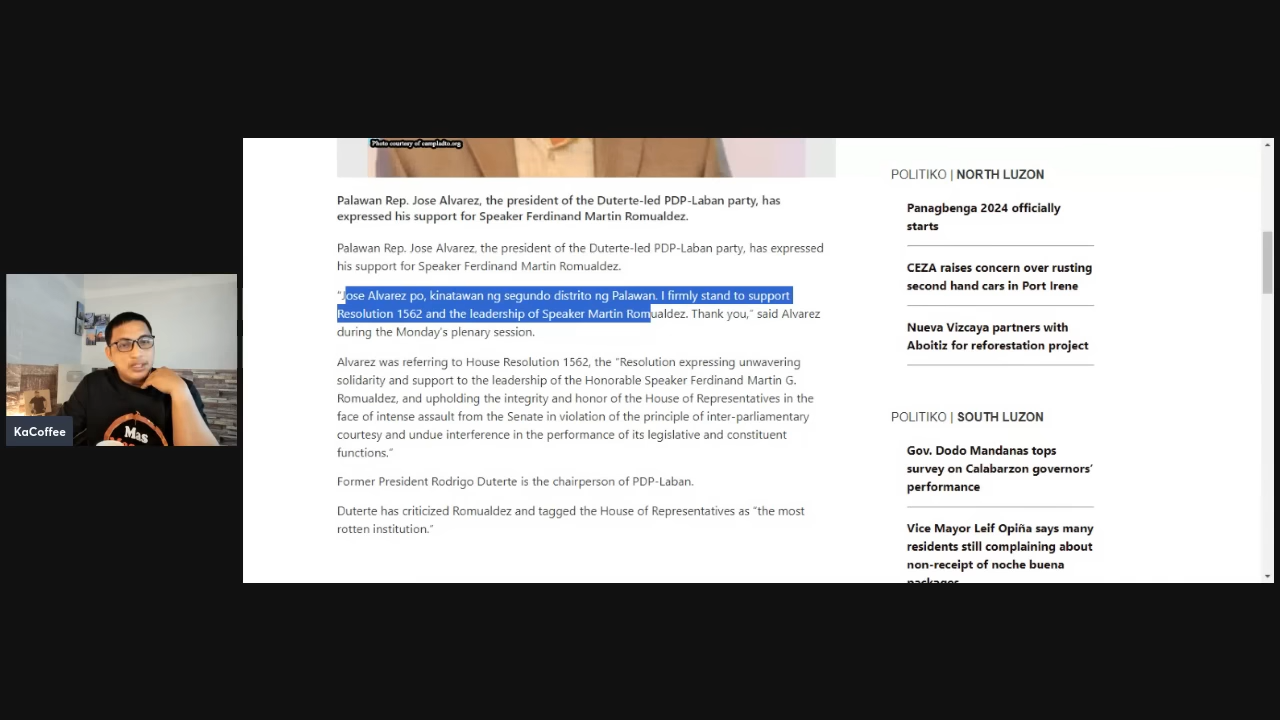 Photo courtesy of camplailo.org
Palawan Rep. Jose Alvarez, the president of the Duterte-led PDP-Laban party, has
expressed his support for Speaker Ferdinand Martin Romualdez.
Palawan Rep. Jose Alvarez, the president of the Duterte-led PDP-Laban party, has expressed
his support for Speaker Ferdinand Martin Romualdez.
“Jose Alvarez po, kinatawan ng segundo distrito ng Palawan. I firmly stand to support
Resolution 1562 and the leadership of Speaker Martin Romualdez. Thank you,” said Alvarez
during the Monday’s plenary session.
Alvarez was referring to House Resolution 1562, the “Resolution expressing unwavering
solidarity and support to the leadership of the Honorable Speaker Ferdinand Martin G.
Romualdez, and upholding the integrity and honor of the House of Representatives in the
face of intense assault from the Senate in violation of the principle of inter-parliamentary
courtesy and undue interference in the performance of its legislative and constituent
functions.”
Former President Rodrigo Duterte is the chairperson of PDP-Laban.
Duterte has criticized Romualdez and tagged the House of Representatives as “the most
rotten institution.”
POLITIKO | NORTH LUZON
Panagbenga 2024 officially
starts
CEZA raises concern over rusting
second hand cars in Port Irene
Nueva Vizcaya partners with
Aboitiz for reforestation project
POLITIKO | SOUTH LUZON
Gov. Dodo Mandanas tops
survey on Calabarzon governors’
performance
Vice Mayor Leif Opiña says many
residents still complaining about
non-receipt of noche buena
packages
KaCoffee
Mas